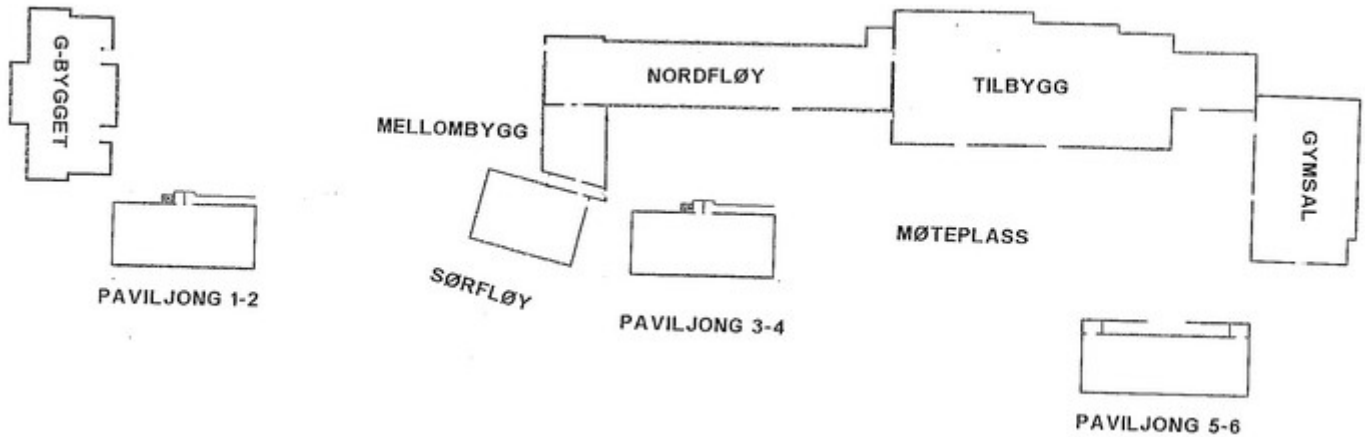 G-BYGGET
NORDFLØY
TILBYGG
MELLOMBYGG
GYMSAL
MØTEPLASS
SØRFLØY
PAVILJONG 1-2
PAVILJONG 3-4
PAVILJONG 5-6